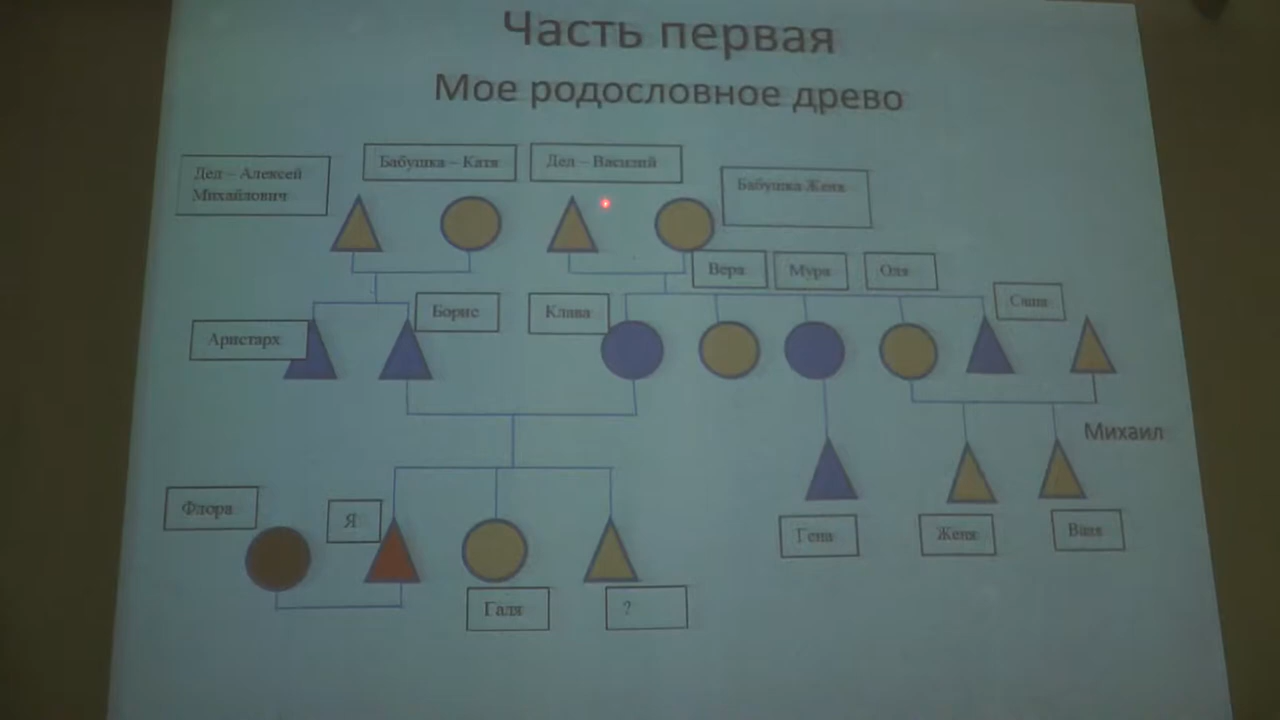 Часть первая
Мое родословное древо
Дед – Алексей
Михайлович
Бабушка – Катя
Дед – Василий
Бабушка Женя
Вера
Мура
Оля
Саша
Аристарх
Борис
Клава
Михаил
Флора
Я
Галя
?
Гена
Женя
Валя